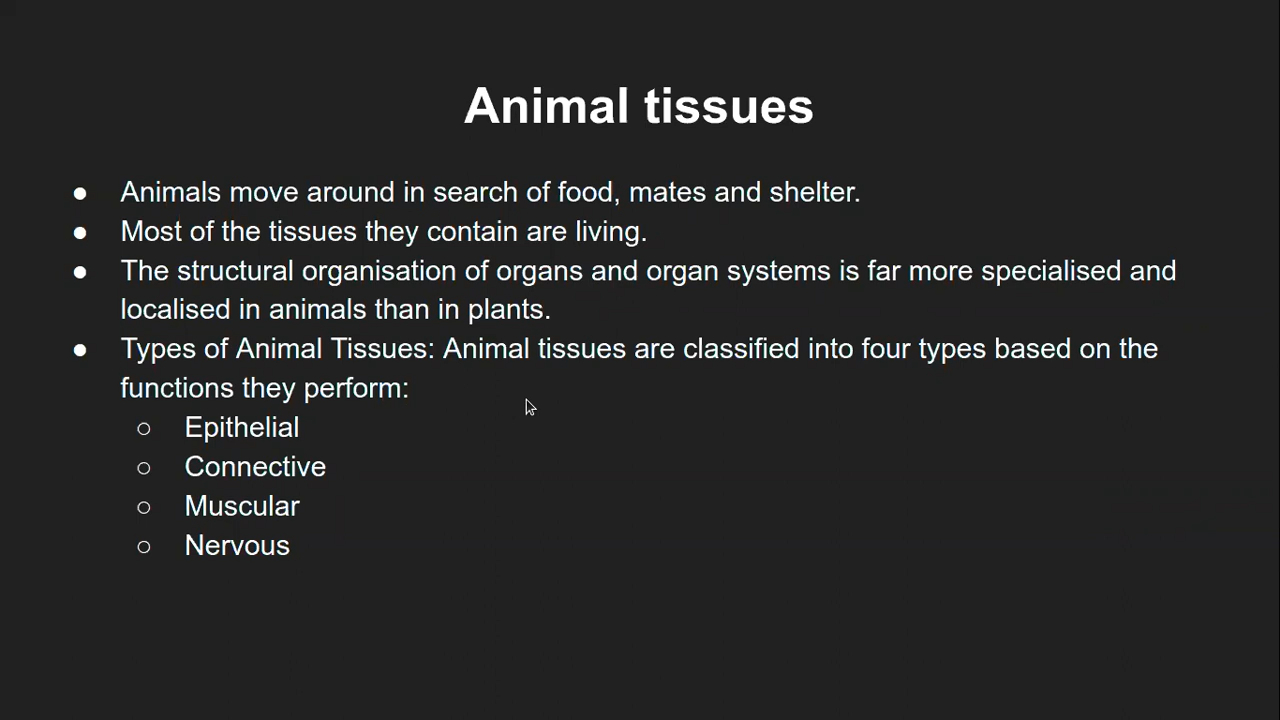 Animal tissues
● Animals move around in search of food, mates and shelter.
● Most of the tissues they contain are living.
● The structural organisation of organs and organ systems is far more specialised and
localised in animals than in plants.
● Types of Animal Tissues: Animal tissues are classified into four types based on the
functions they perform:
○ Epithelial
○ Connective
○ Muscular
○ Nervous